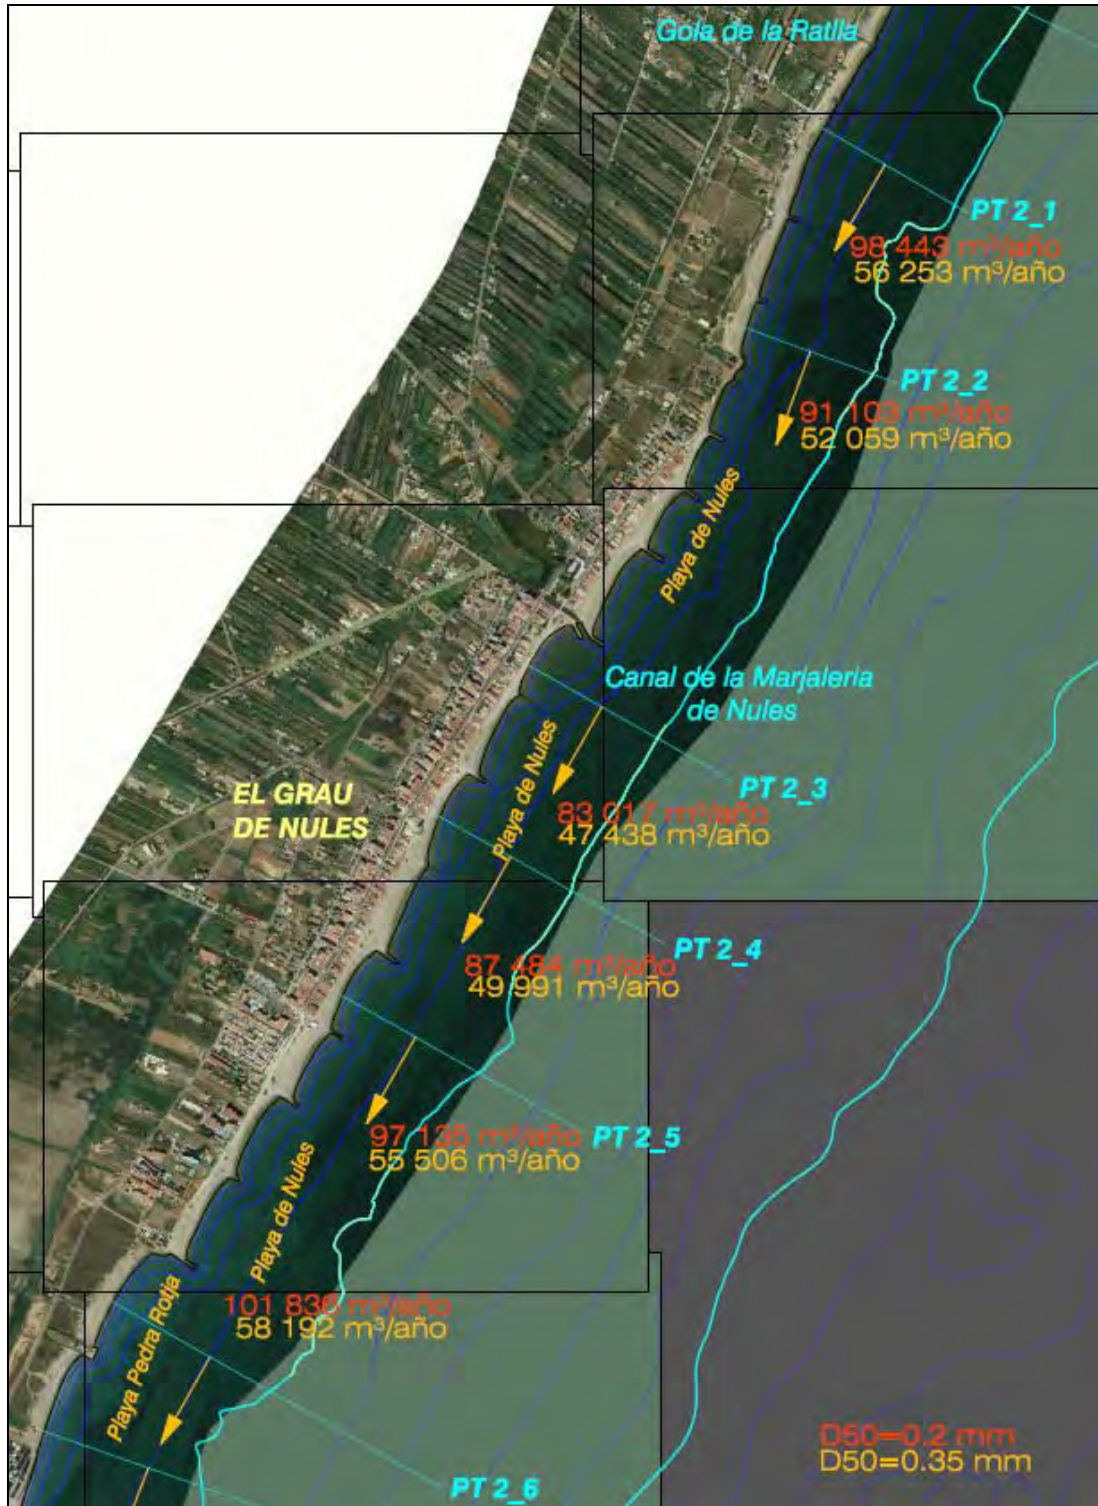 Gola de la Ratlla
PT 2_1
98 443 m³/año
56 253 m³/año
PT 2_2
91 103 m³/año
52 059 m³/año
Playa de Nules
Canal de la Marjaleria
de Nules
PT 2_3
Playa de Nules
83 017 m³/año
47 438 m³/año
EL GRAU
DE NULES
PT 2_4
87 484 m³/año
49 991 m³/año
97 135 m³/año
PT 2_5
55 506 m³/año
Playa de Nules
101 836 m³/año
58 192 m³/año
Playa Pedra Rotja
D50=0.2 mm
D50=0.35 mm
PT 2_6